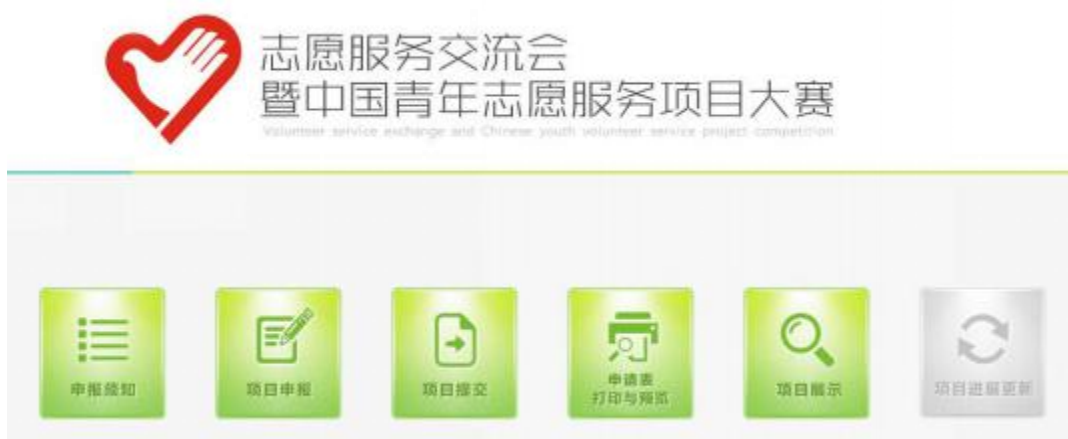 志愿服务交流会
暨中国青年志愿服务项目大赛
Volunteer service exchange and Chinese youth volunteer service project competition
申报须知
项目申报
项目提交
申请表
打印与预览
项目展示
项目进展更新